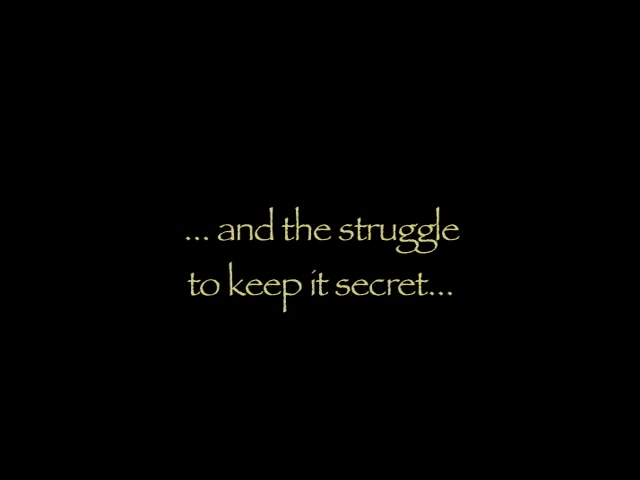 ... and the struggle
to keep it secret...